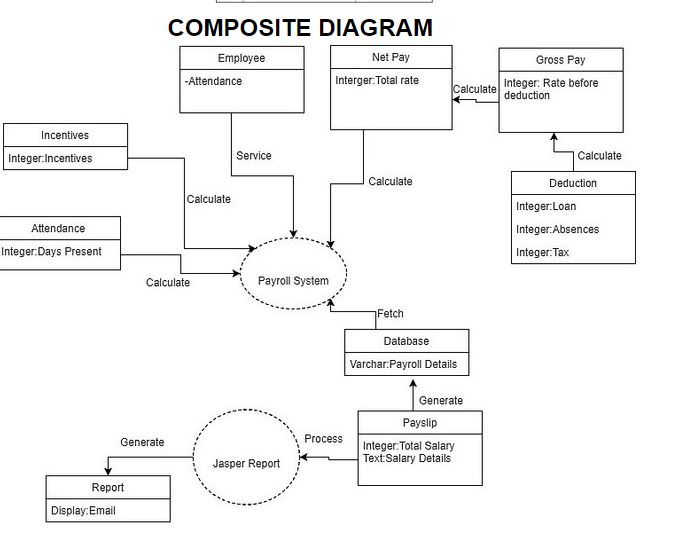 COMPOSITE DIAGRAM
Employee
-Attendance
Net Pay
Interger:Total rate
Gross Pay
Integer: Rate before
deduction
Calculate
Incentives
Integer:Incentives
Service
Calculate
Calculate
Calculate
Deduction
Integer:Loan
Integer:Absences
Integer:Tax
Attendance
Integer:Days Present
Calculate
Payroll System
Fetch
Database
Varchar:Payroll Details
Generate
Payslip
Integer:Total Salary
Text:Salary Details
Process
Jasper Report
Generate
Report
Display:Email